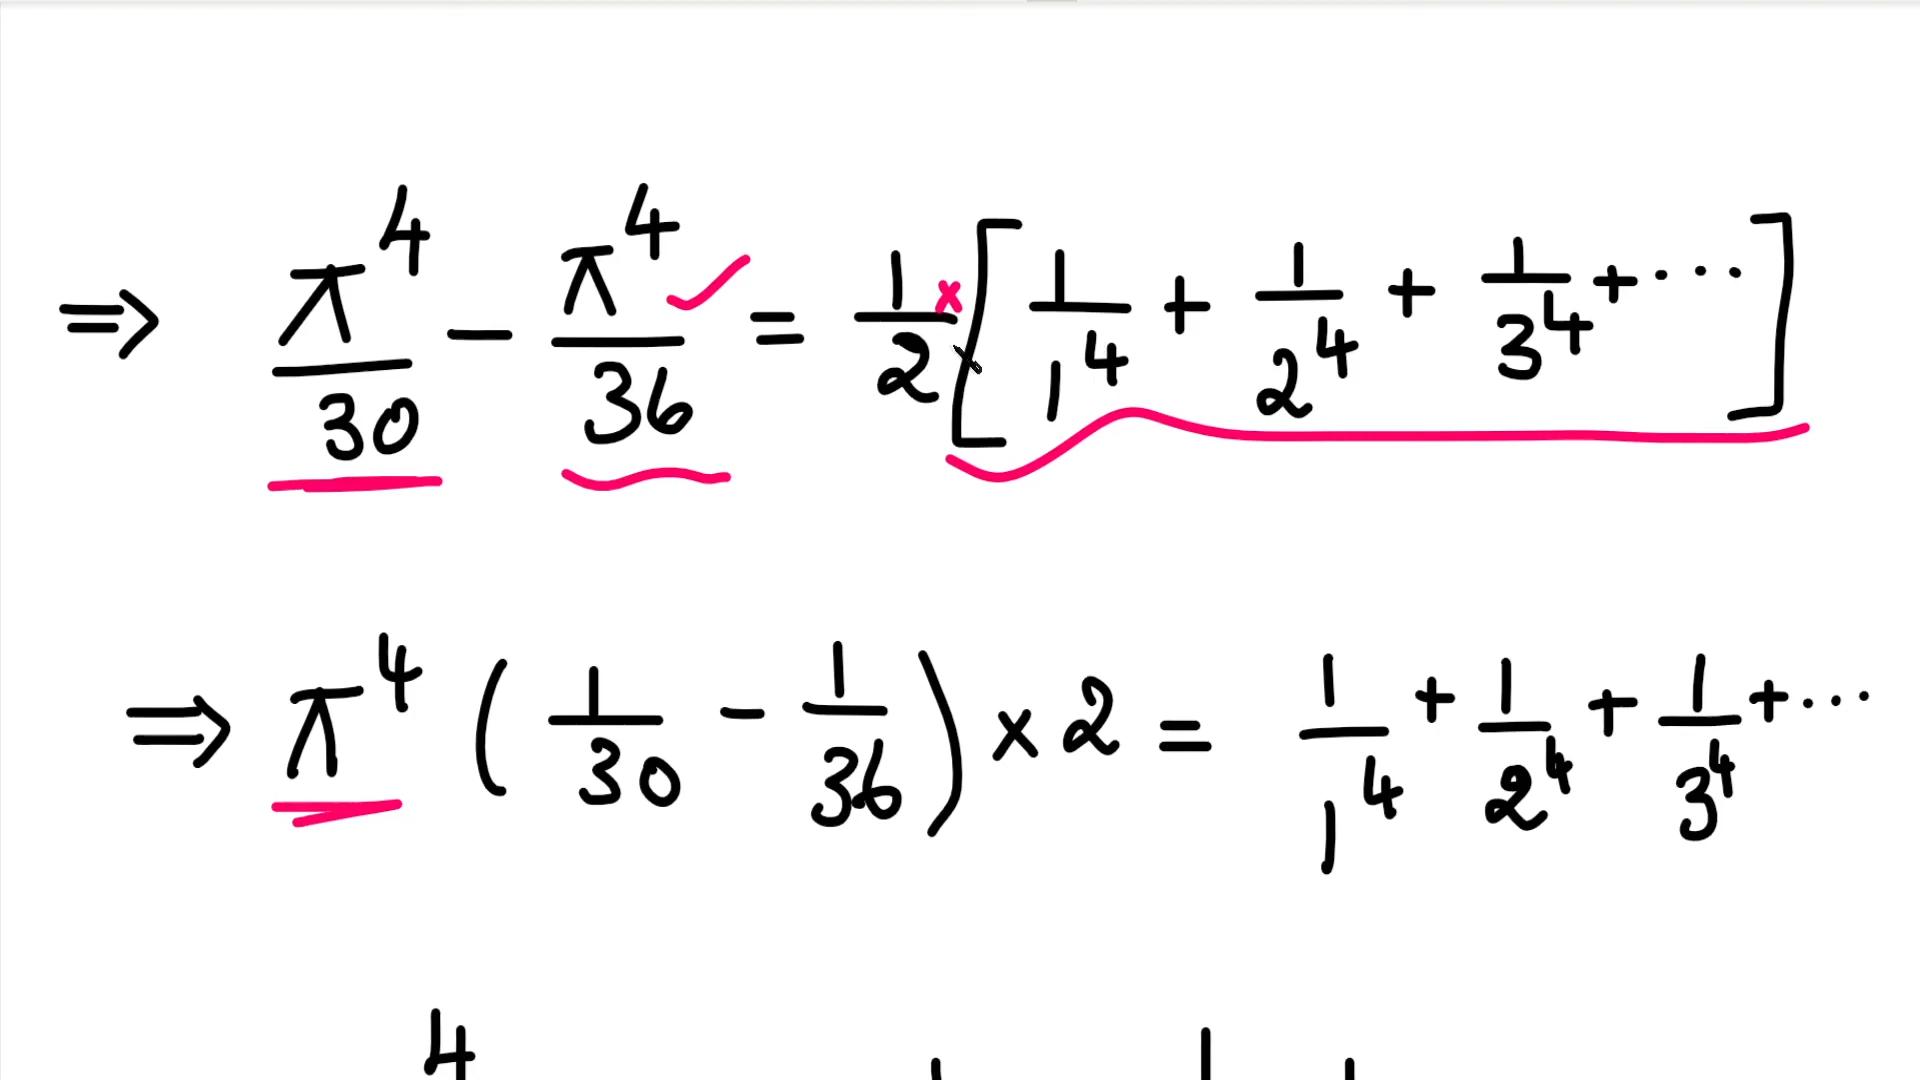 ⇒ π⁴/30 − π⁴/36 = 1/2 × [1/1⁴ + 1/2⁴ + 1/3⁴ + ⋯]
⇒ π⁴ (1/30 − 1/36) × 2 = 1/1⁴ + 1/2⁴ + 1/3⁴ + ⋯
4